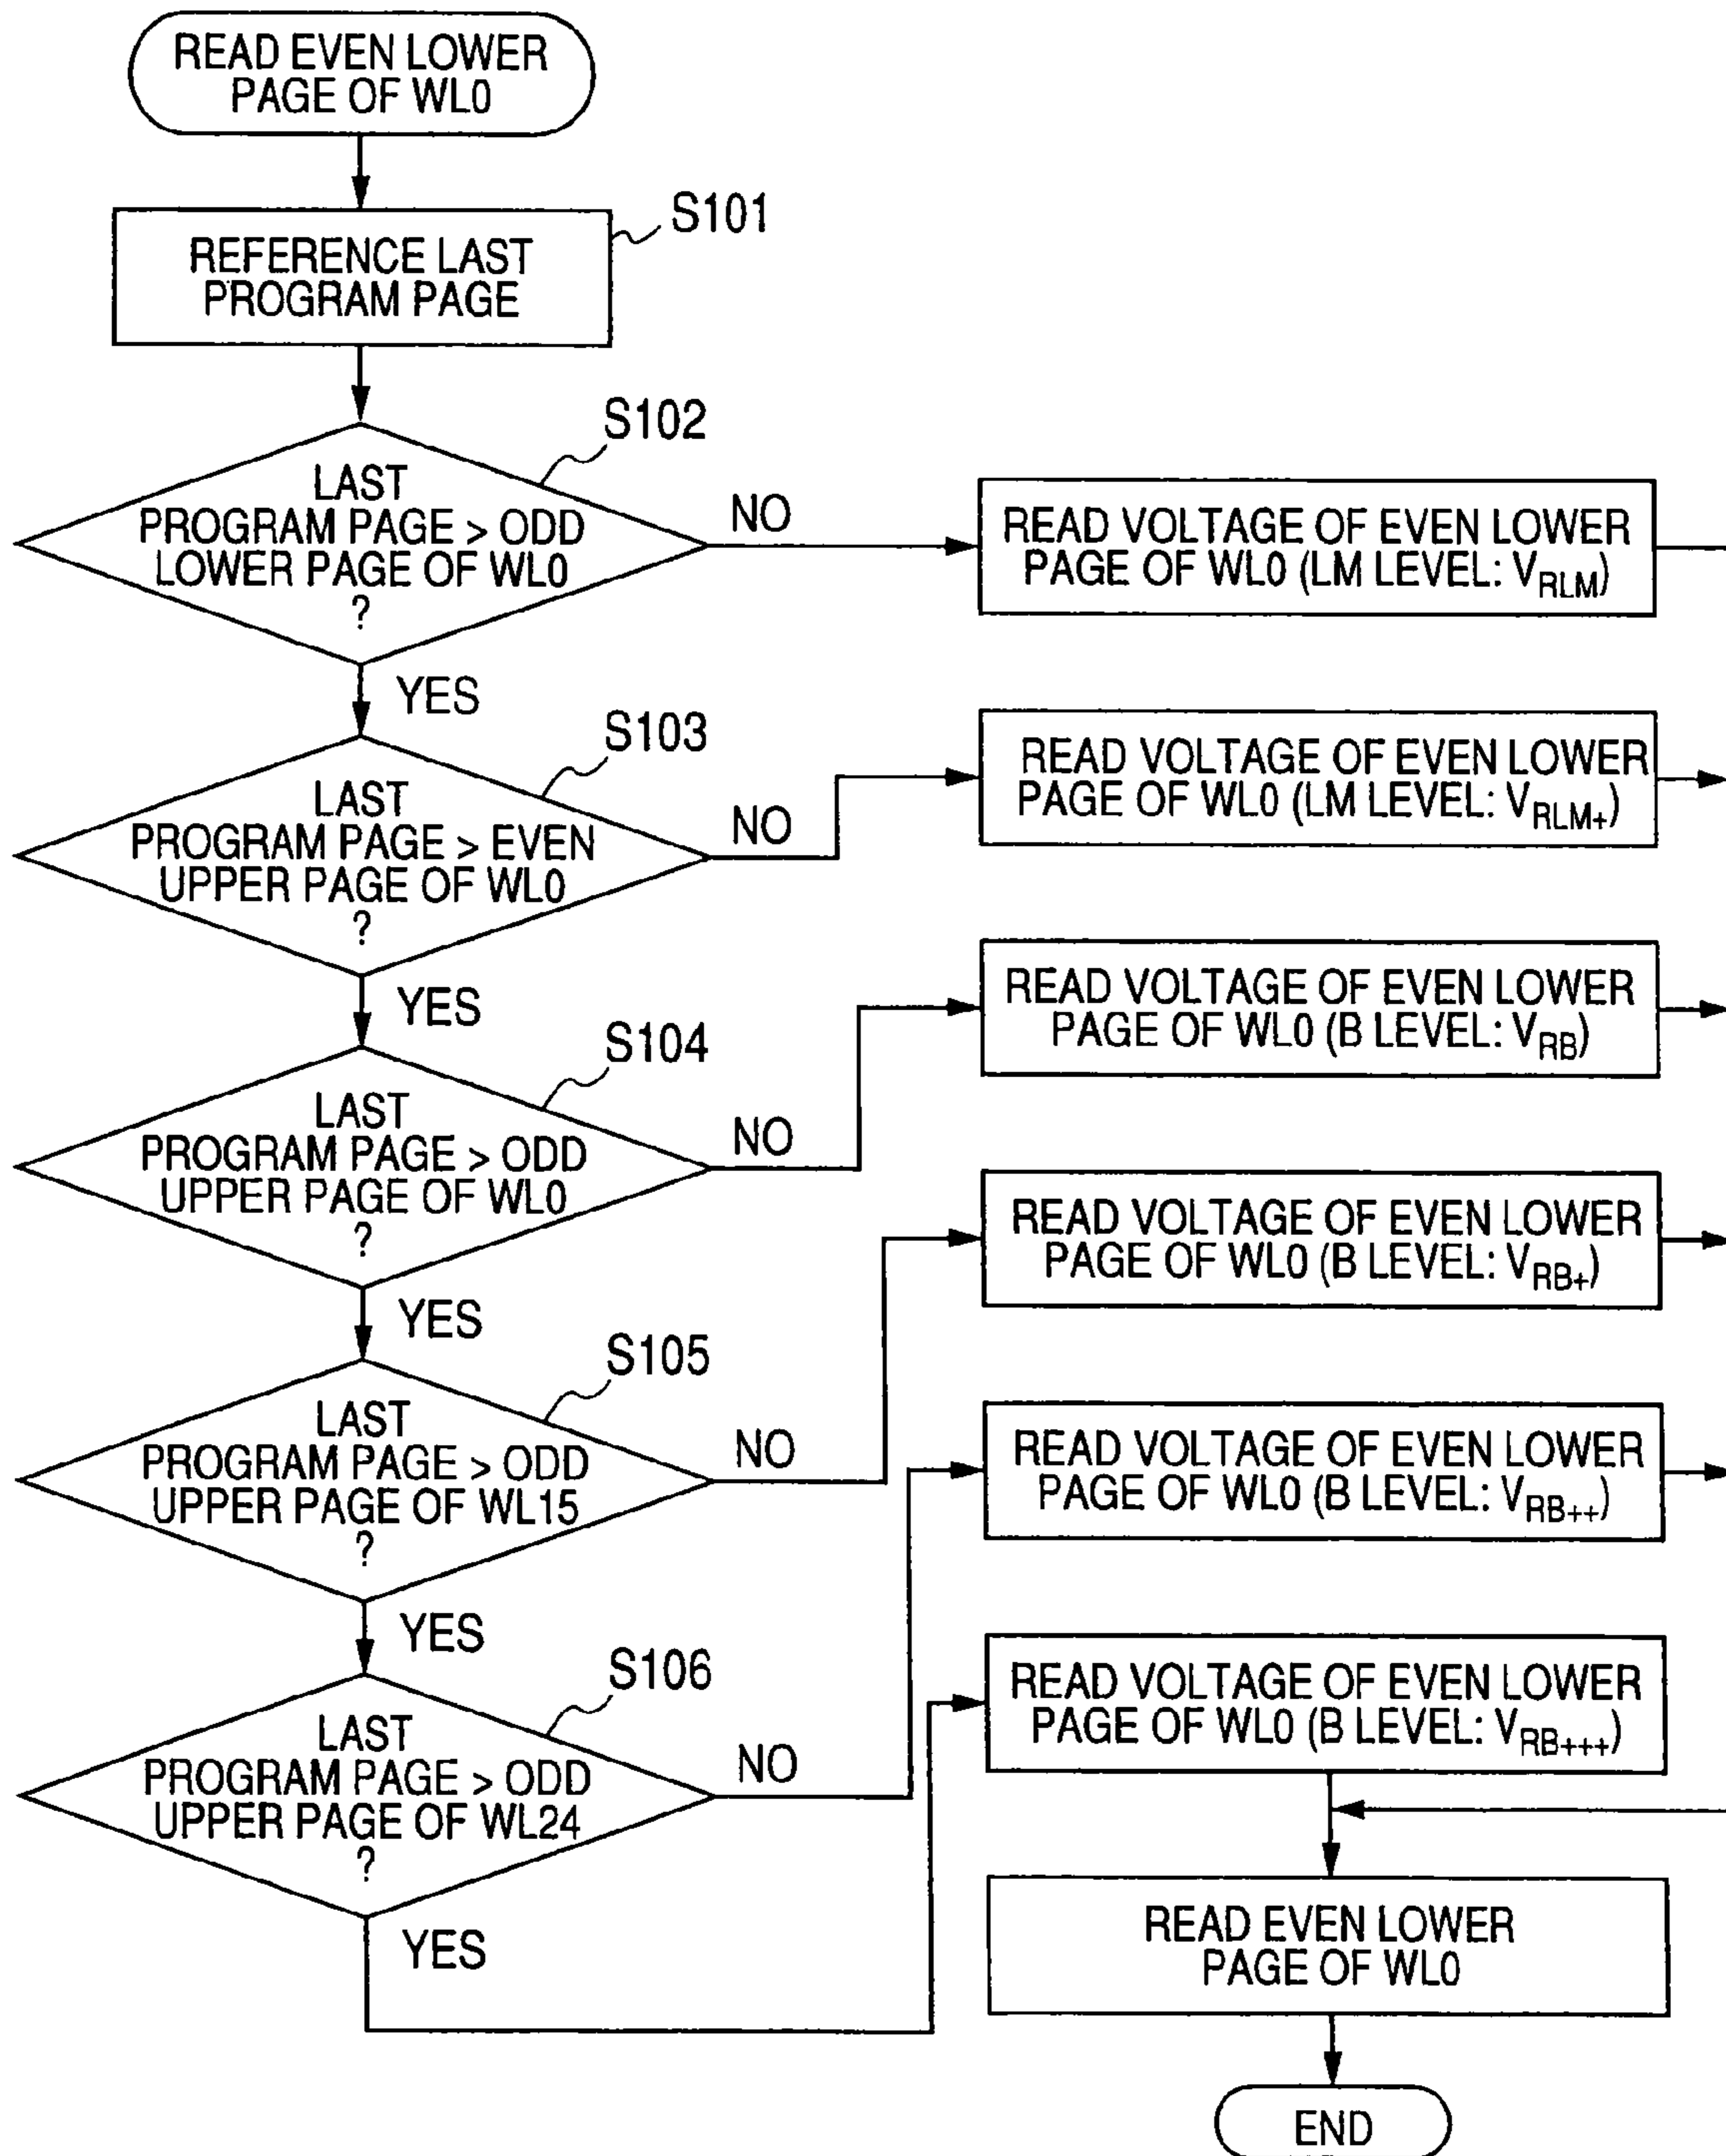 READ EVEN LOWER
PAGE OF WL0
S101
REFERENCE LAST
PROGRAM PAGE
S102
LAST
PROGRAM PAGE > ODD
LOWER PAGE OF WL0
?
NO
READ VOLTAGE OF EVEN LOWER
PAGE OF WL0 (LM LEVEL: VRLM)
YES
S103
LAST
PROGRAM PAGE > EVEN
UPPER PAGE OF WL0
?
NO
READ VOLTAGE OF EVEN LOWER
PAGE OF WL0 (LM LEVEL: VRLM+)
YES
S104
LAST
PROGRAM PAGE > ODD
UPPER PAGE OF WL0
?
NO
READ VOLTAGE OF EVEN LOWER
PAGE OF WL0 (B LEVEL: VRB)
YES
S105
LAST
PROGRAM PAGE > ODD
UPPER PAGE OF WL15
?
NO
READ VOLTAGE OF EVEN LOWER
PAGE OF WL0 (B LEVEL: VRB+)
YES
S106
LAST
PROGRAM PAGE > ODD
UPPER PAGE OF WL24
?
NO
READ VOLTAGE OF EVEN LOWER
PAGE OF WL0 (B LEVEL: VRB++)
YES
READ VOLTAGE OF EVEN LOWER
PAGE OF WL0 (B LEVEL: VRB+++)
READ EVEN LOWER
PAGE OF WL0
END